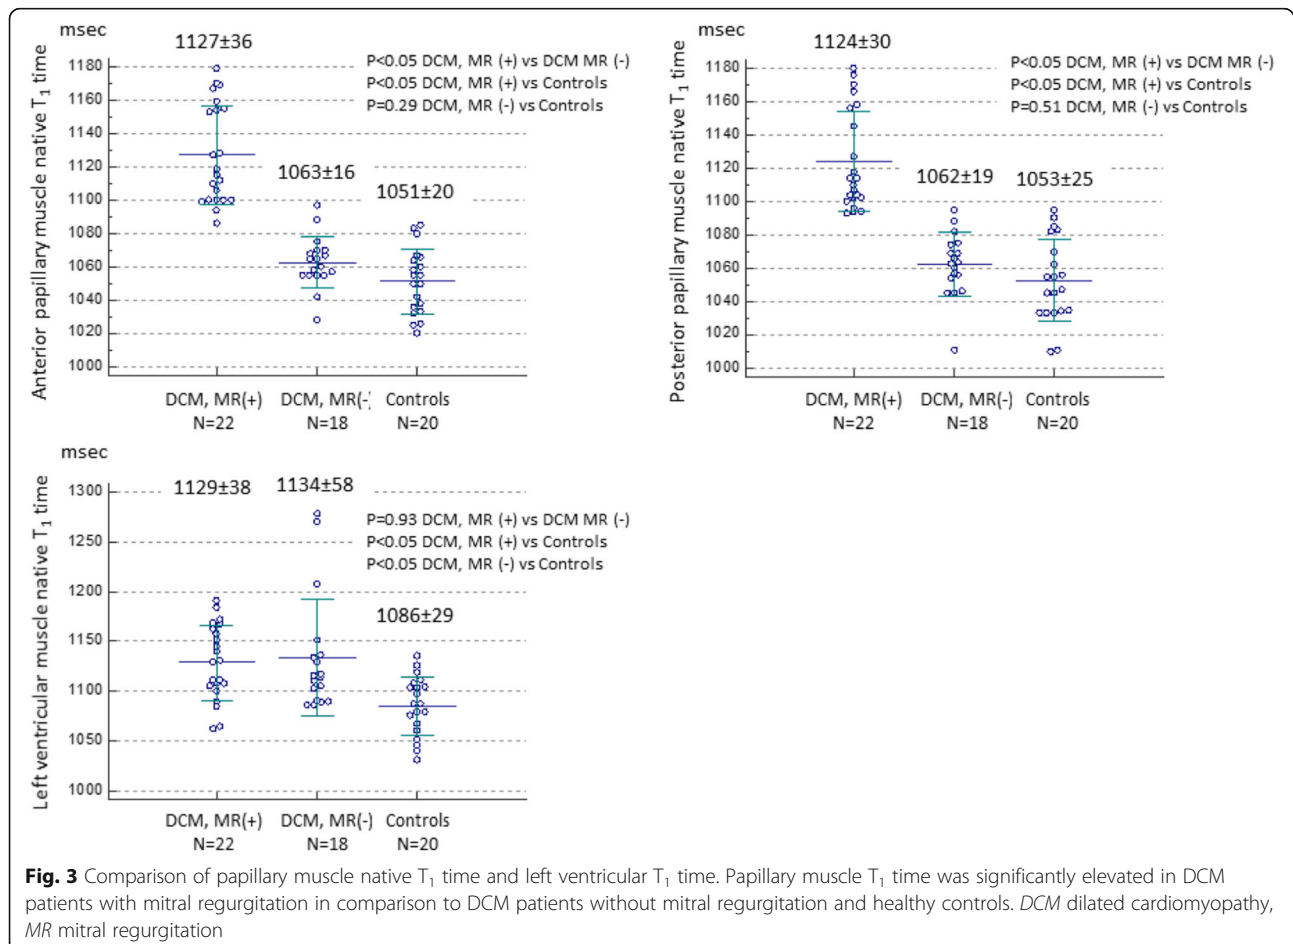 msec
1127±36
P<0.05 DCM, MR (+) vs DCM MR (-)
P<0.05 DCM, MR (+) vs Controls
P=0.29 DCM, MR (-) vs Controls
1063±16
1051±20
Anterior papillary muscle native T₁ time
1180
1160
1140
1120
1100
1080
1060
1040
1020
1000
DCM, MR(+) DCM, MR(-) Controls
N=22 N=18 N=20
msec
1124±30
P<0.05 DCM, MR (+) vs DCM MR (-)
P<0.05 DCM, MR (+) vs Controls
P=0.51 DCM, MR (-) vs Controls
1062±19
1053±25
Posterior papillary muscle native T₁ time
1180
1160
1140
1120
1100
1080
1060
1040
1020
1000
DCM, MR(+) DCM, MR(-) Controls
N=22 N=18 N=20
msec
1129±38
1134±58
P=0.93 DCM, MR (+) vs DCM MR (-)
P<0.05 DCM, MR (+) vs Controls
P<0.05 DCM, MR (-) vs Controls
1086±29
Left ventricular muscle native T₁ time
1300
1250
1200
1150
1100
1050
1000
DCM, MR(+) DCM, MR(-) Controls
N=22 N=18 N=20
Fig. 3 Comparison of papillary muscle native T₁ time and left ventricular T₁ time. Papillary muscle T₁ time was significantly elevated in DCM
patients with mitral regurgitation in comparison to DCM patients without mitral regurgitation and healthy controls. DCM dilated cardiomyopathy,
MR mitral regurgitation